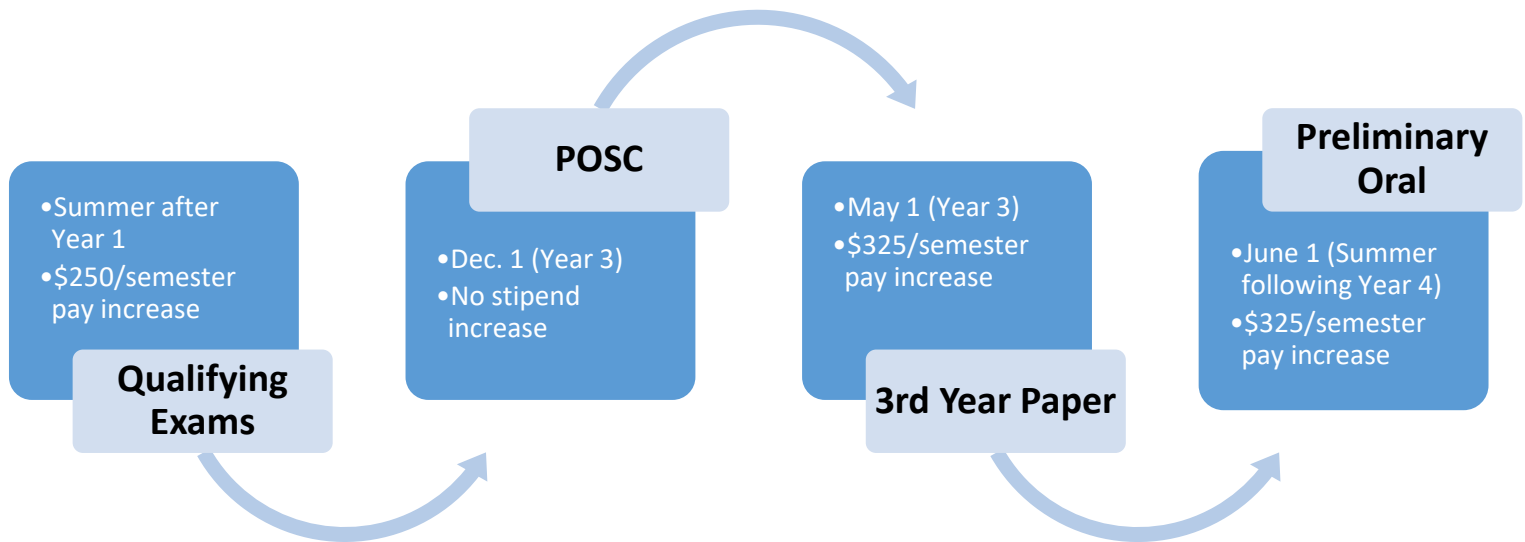 •Summer after
Year 1
•$250/semester
pay increase
Qualifying
Exams
POSC
•Dec. 1 (Year 3)
•No stipend
increase
•May 1 (Year 3)
•$325/semester
pay increase
3rd Year Paper
Preliminary
Oral
•June 1 (Summer
following Year 4)
•$325/semester
pay increase